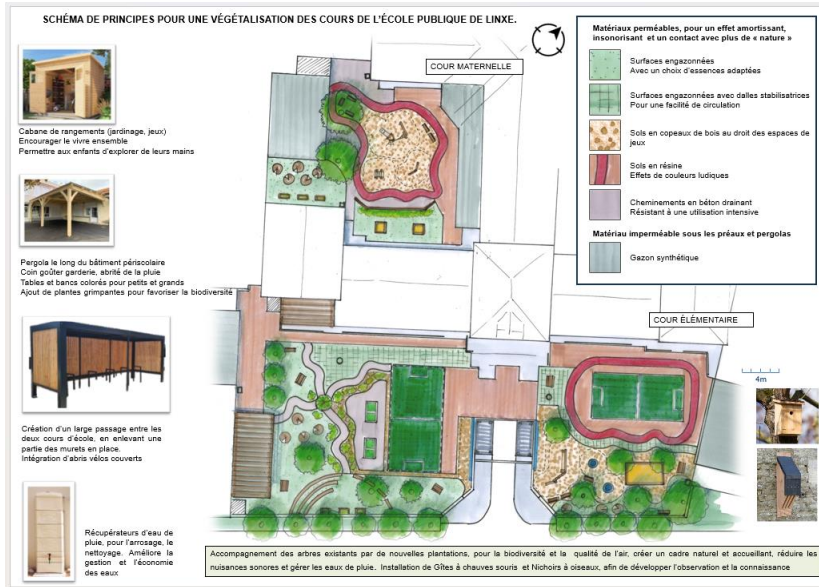 SCHÉMA DE PRINCIPES POUR UNE VÉGÉTALISATION DES COURS DE L'ÉCOLE PUBLIQUE DE LINXE.
COUR MATERNELLE
Matériaux perméables, pour un effet amortissant,
insonorisant et un contact avec plus de « nature »
Surfaces engazonnées
Avec un choix d'essences adaptées
Surfaces engazonnées avec dalles stabilisatrices
Pour une facilité de circulation
Sols en copeaux de bois au droit des espaces de
jeux
Sols en résine
Effets de couleurs ludiques
Cheminements en béton drainant
Résistant à une utilisation intensive
Matériau imperméable sous les préaux et pergolas
Gazon synthétique
Cabane de rangements (jardinage, jeux)
Encourager le vivre ensemble
Permettre aux enfants d'explorer de leurs mains
Pergola le long du bâtiment périscolaire
Coin goûter garderie, abrité de la pluie
Tables et bancs colorés pour petits et grands
Ajout de plantes grimpantes pour favoriser la biodiversité
COUR ÉLÉMENTAIRE
4m
Création d'un large passage entre les
deux cours d'école, en enlevant une
partie des murets en place.
Intégration d'abris vélos couverts
Récupérateurs d'eau de
pluie, pour l'arrosage, le
nettoyage. Améliore la
gestion et l'économie
des eaux
Accompagnement des arbres existants par de nouvelles plantations, pour la biodiversité et la qualité de l'air, créer un cadre naturel et accueillant, réduire les
nuisances sonores et gérer les eaux de pluie. Installation de Gîtes à chauves souris et Nichoirs à oiseaux, afin de développer l'observation et la connaissance